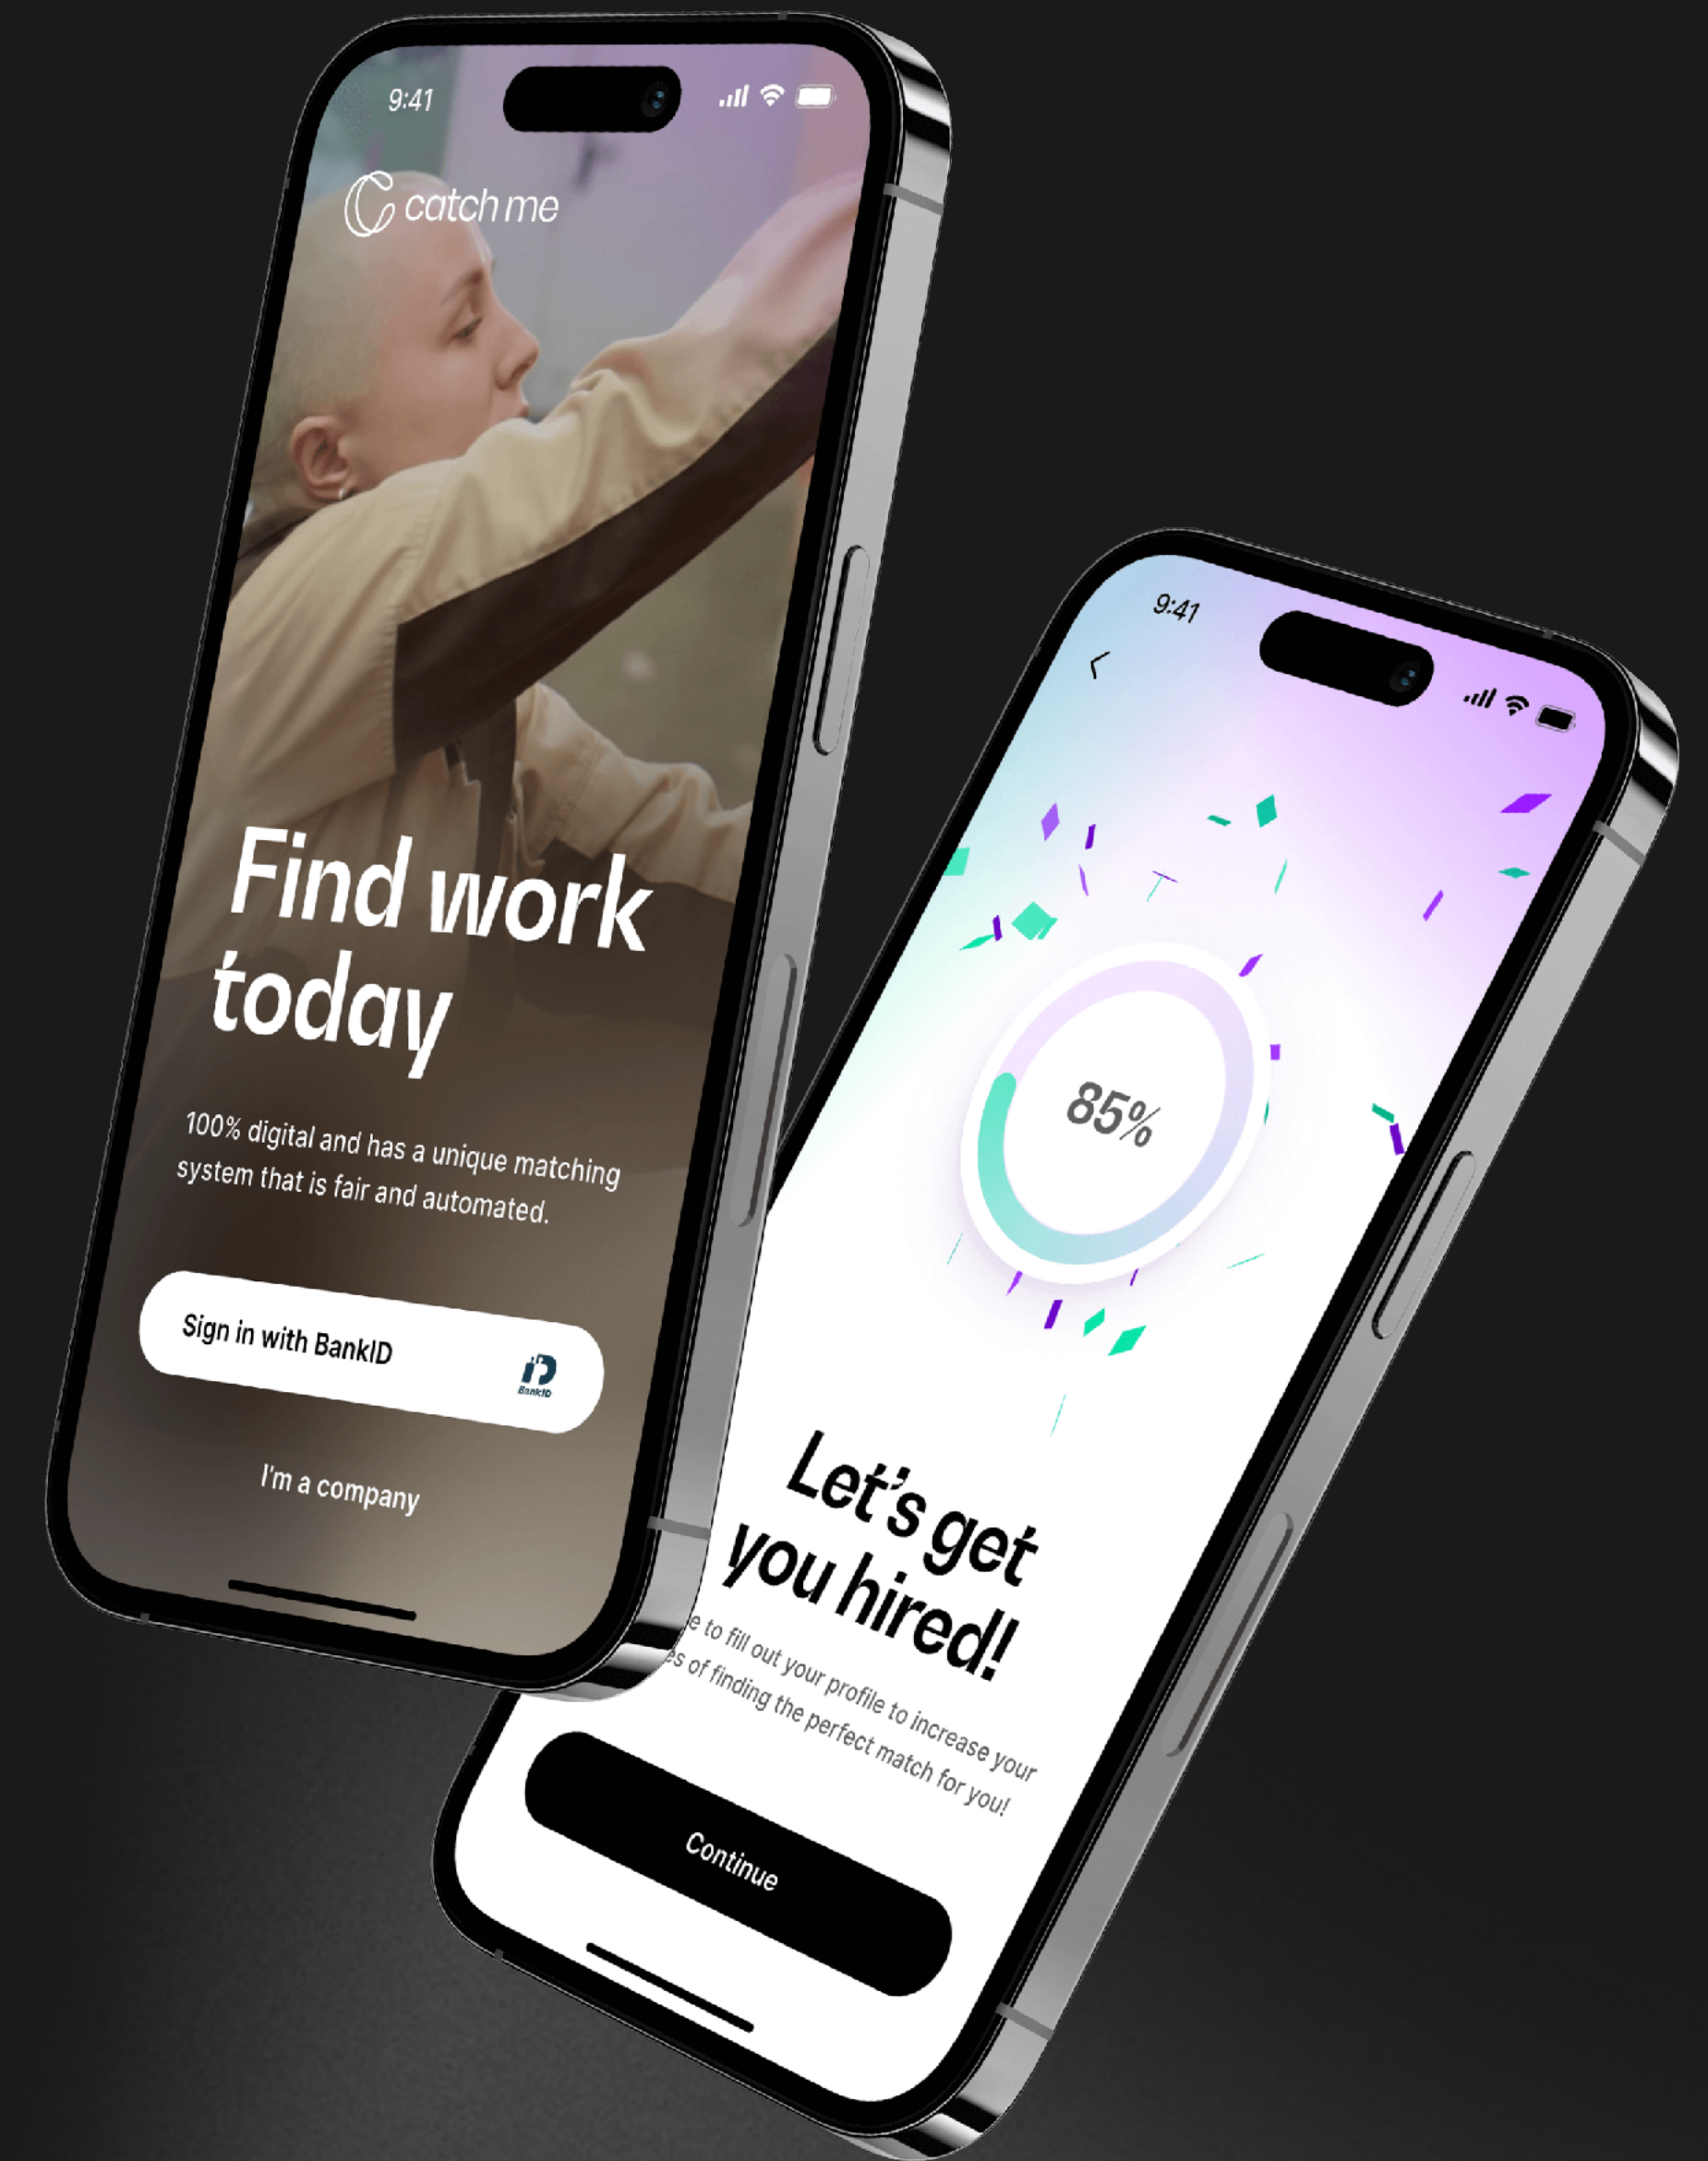 9:41
catch me
Find work
today
100% digital and has a unique matching
system that is fair and automated.
Sign in with BankID
BankID
I'm a company
9:41
85%
Let's get
you hired!
to fill out your profile to increase your
of finding the perfect match for you!
Continue